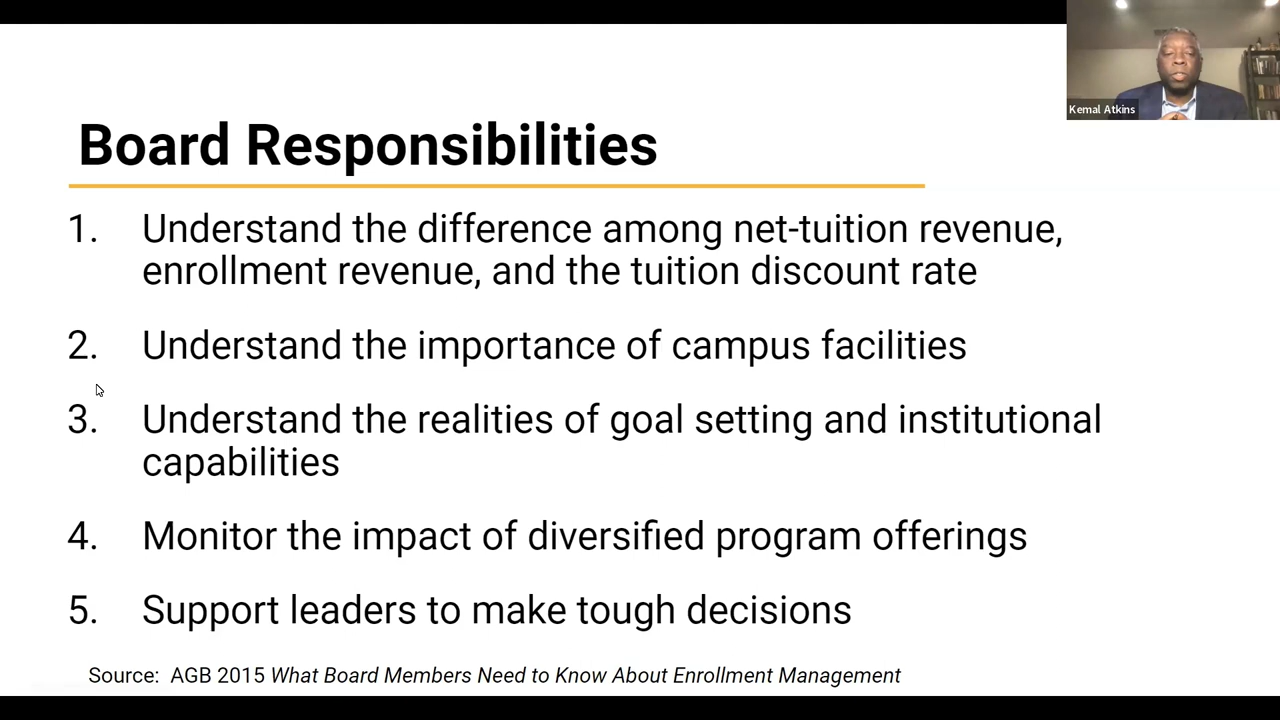 Kemal Atkins
Board Responsibilities
1. Understand the difference among net-tuition revenue,
enrollment revenue, and the tuition discount rate
2. Understand the importance of campus facilities
3. Understand the realities of goal setting and institutional
capabilities
4. Monitor the impact of diversified program offerings
5. Support leaders to make tough decisions
Source: AGB 2015 What Board Members Need to Know About Enrollment Management